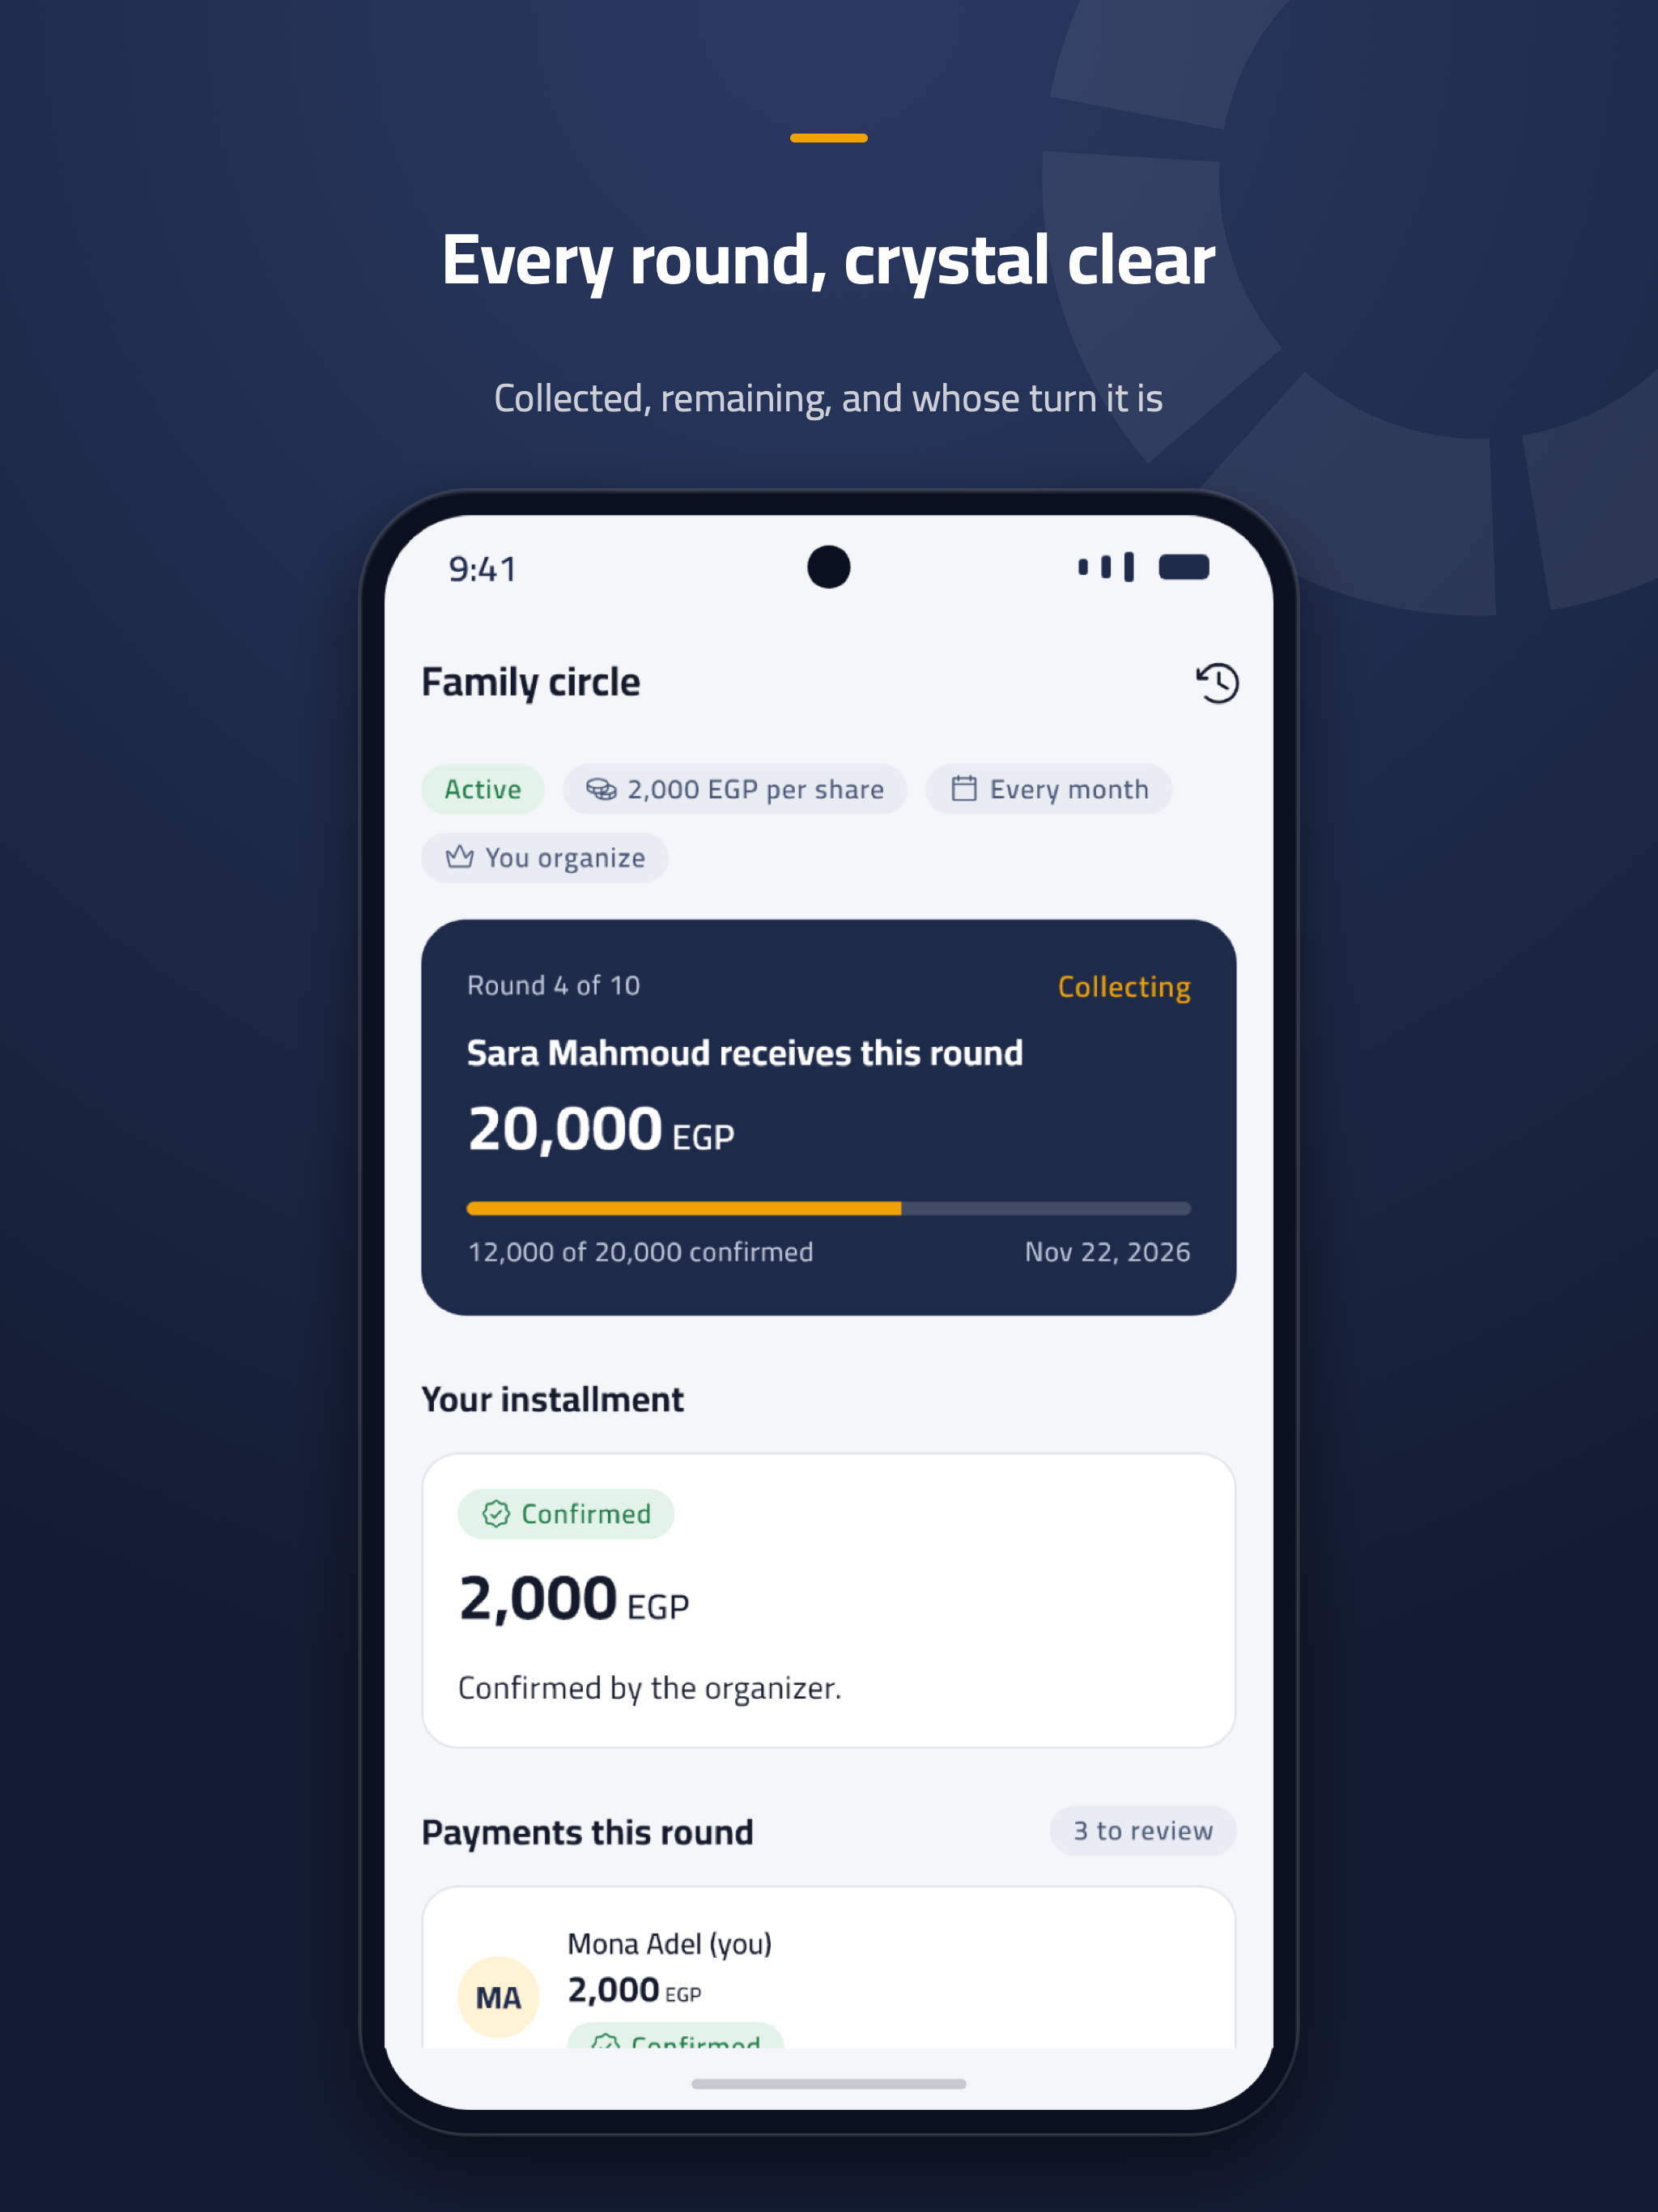 Every round, crystal clear
Collected, remaining, and whose turn it is
9:41
Family circle
Active
2,000 EGP per share
Every month
You organize
Round 4 of 10
Collecting
Sara Mahmoud receives this round
20,000 EGP
12,000 of 20,000 confirmed
Nov 22, 2026
Your installment
Confirmed
2,000 EGP
Confirmed by the organizer.
Payments this round
3 to review
MA
Mona Adel (you)
2,000 EGP
Confirmed